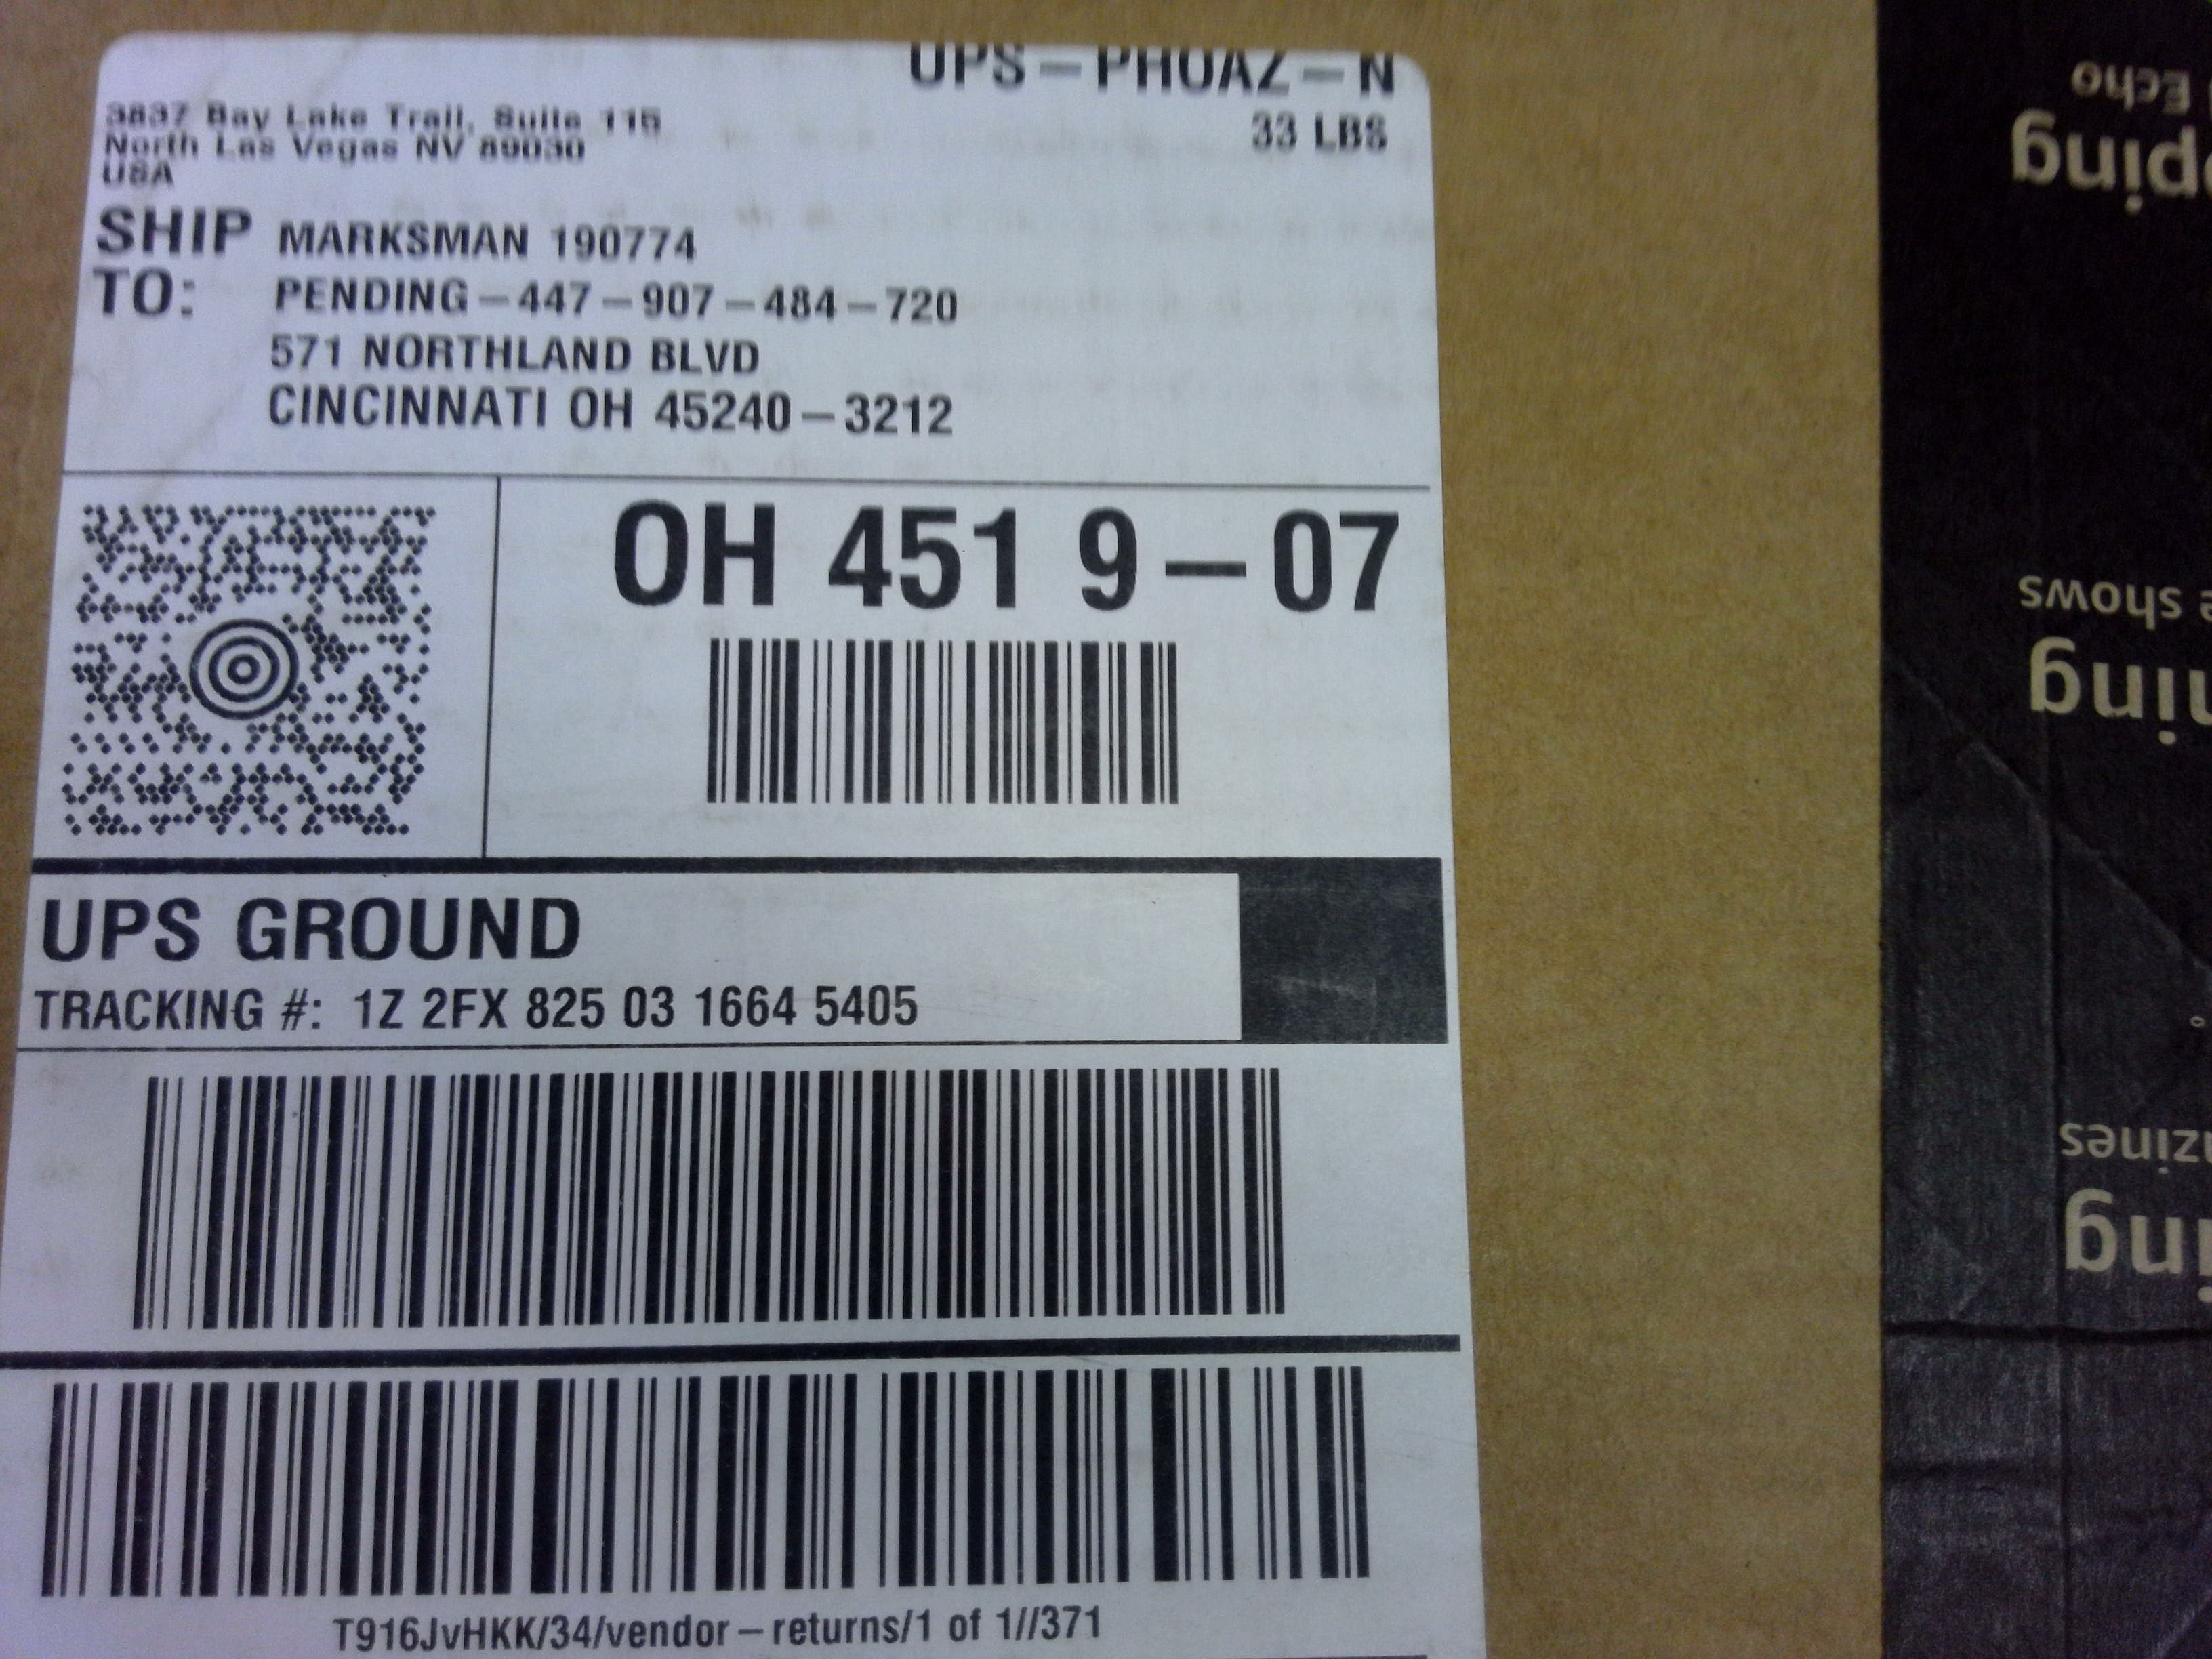 UPS-PHOAZ-N
33 LBS
3837 Bay Lake Trail, Suite 115
North Las Vegas NV 89030
USA
SHIP TO:
MARKSMAN 190774
PENDING-447-907-484-720
571 NORTHLAND BLVD
CINCINNATI OH 45240-3212
OH 451 9-07
UPS GROUND
TRACKING #: 1Z 2FX 825 03 1664 5405
T916JvHKK/34/vendor-returns/1 of 1//371
Echo
shows